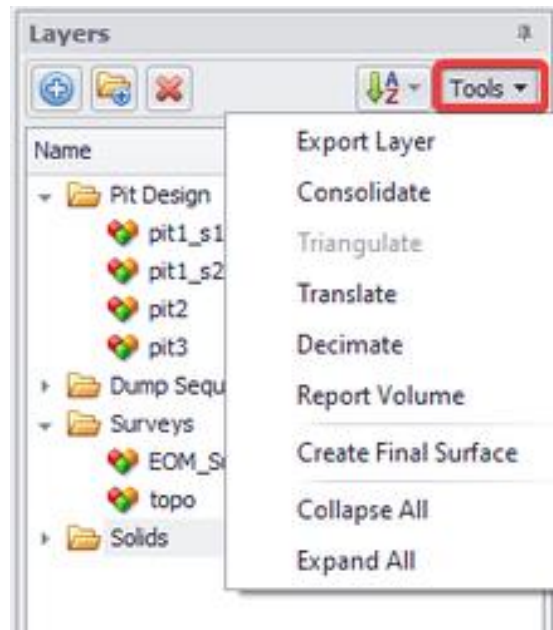 Layers
Tools
Name
Export Layer
Consolidate
Triangulate
Translate
Decimate
Report Volume
Create Final Surface
Collapse All
Expand All
Pit Design
pit1_s1
pit1_s2
pit2
pit3
Dump Sequ
Surveys
EOM_S
topo
Solids